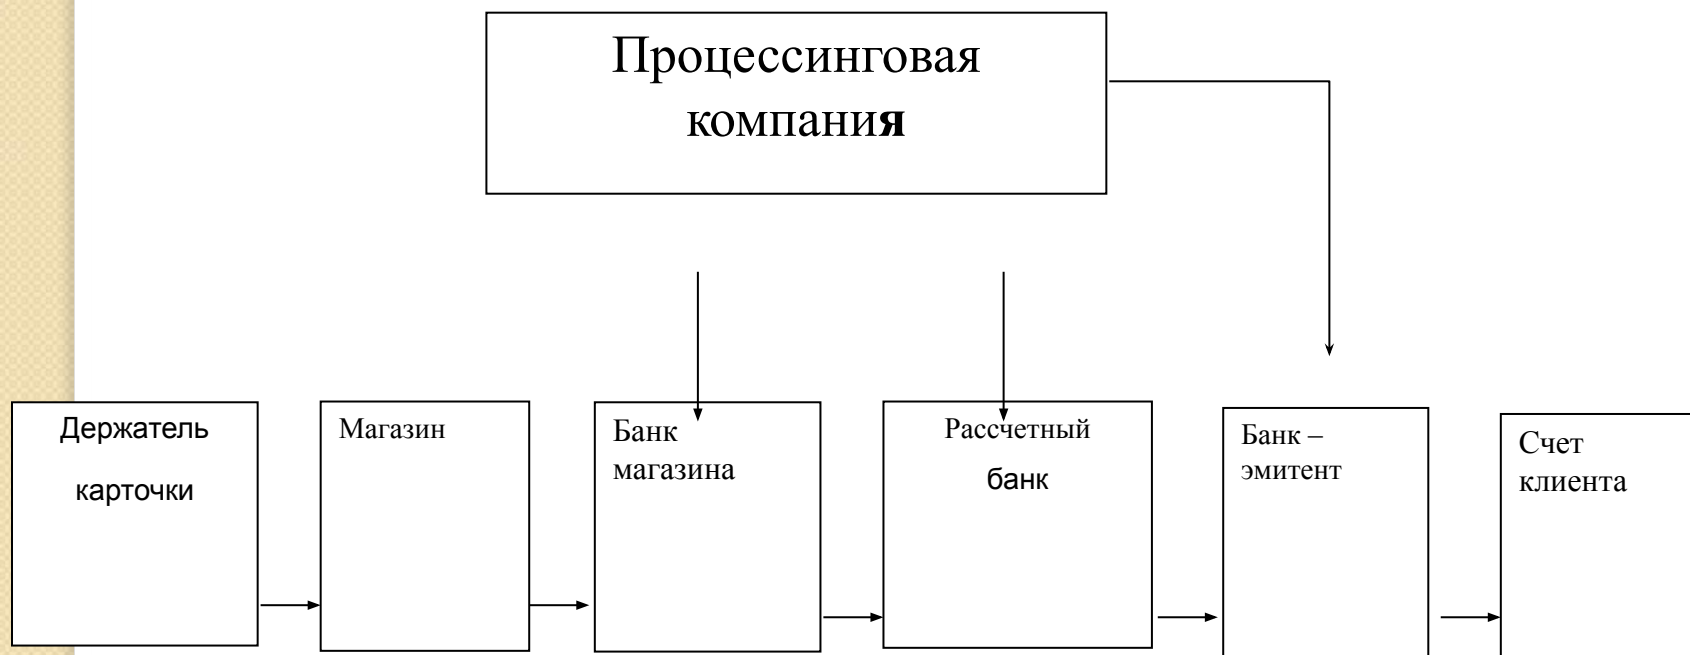 Процессинговая
компания
Держатель
карточки
Магазин
Банк
магазина
Рассчетный
банк
Банк –
эмитент
Счет
клиента